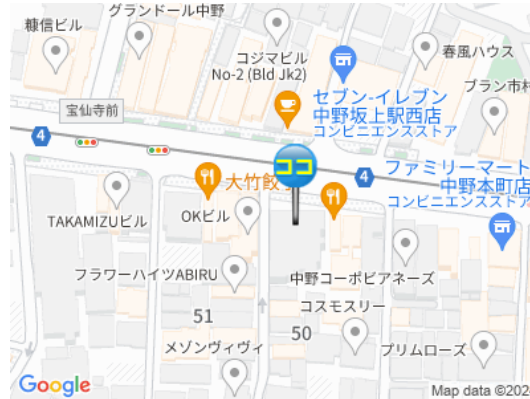 糠信ビル
グランドール中野
コジマビル
No-2 (Bld Jk2)
春風ハウス
ブラン市村
セブン-イレブン
中野坂上駅西店
コンビニエンスストア
宝仙寺前
4
ココ
4
ファミリーマート
中野本町店
コンビニエンスストア
大竹餃子
TAKAMIZUビル
OKビル
フラワーハイツABIRU
中野コーポビアネーズ
51
コスモスリー
50
メゾンヴィヴィ
プリムローズ
Google
Map data ©202